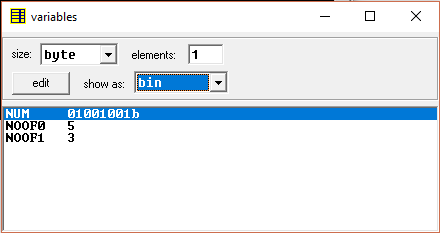 variables
size: byte elements: 1
edit show as: bin
NUM 01001001b
NOOF0 5
NOOF1 3